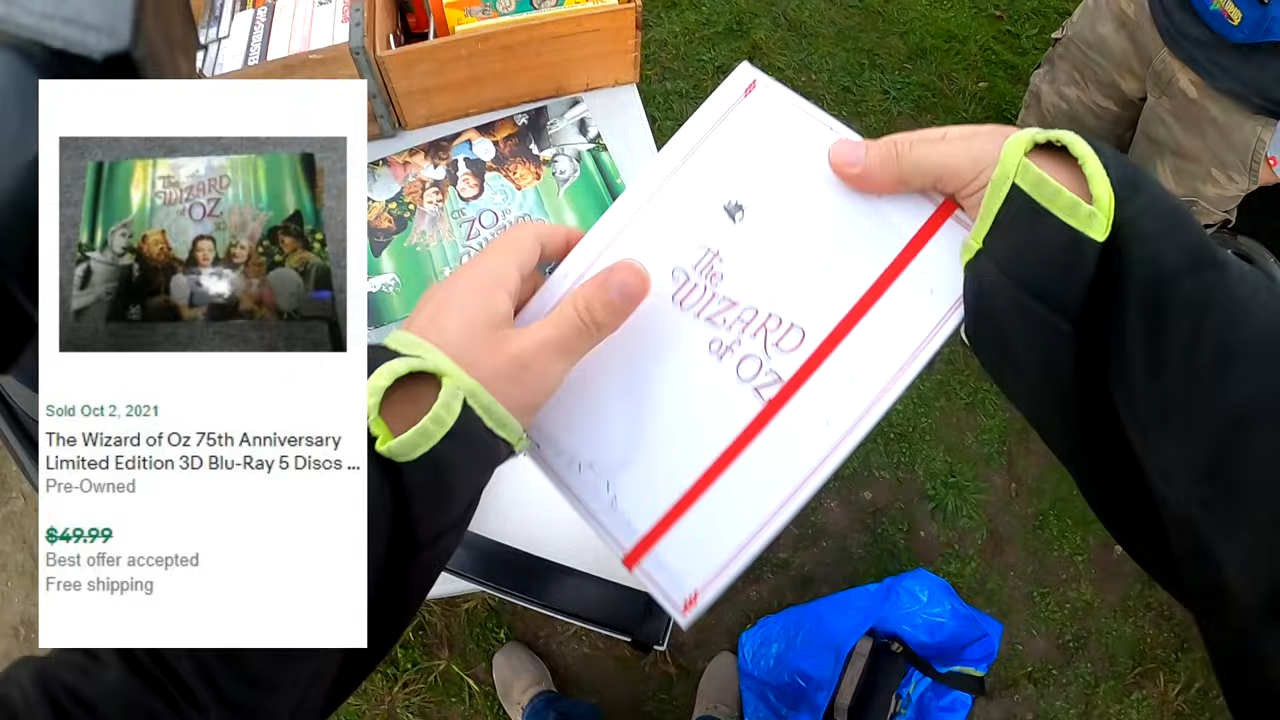 GHOSTBUSTERS
The
WIZARD
of OZ
Sold Oct 2, 2021
The Wizard of Oz 75th Anniversary
Limited Edition 3D Blu-Ray 5 Discs ...
Pre-Owned
$49.99
Best offer accepted
Free shipping
The
WIZARD
of OZ
The
WIZARD
of OZ